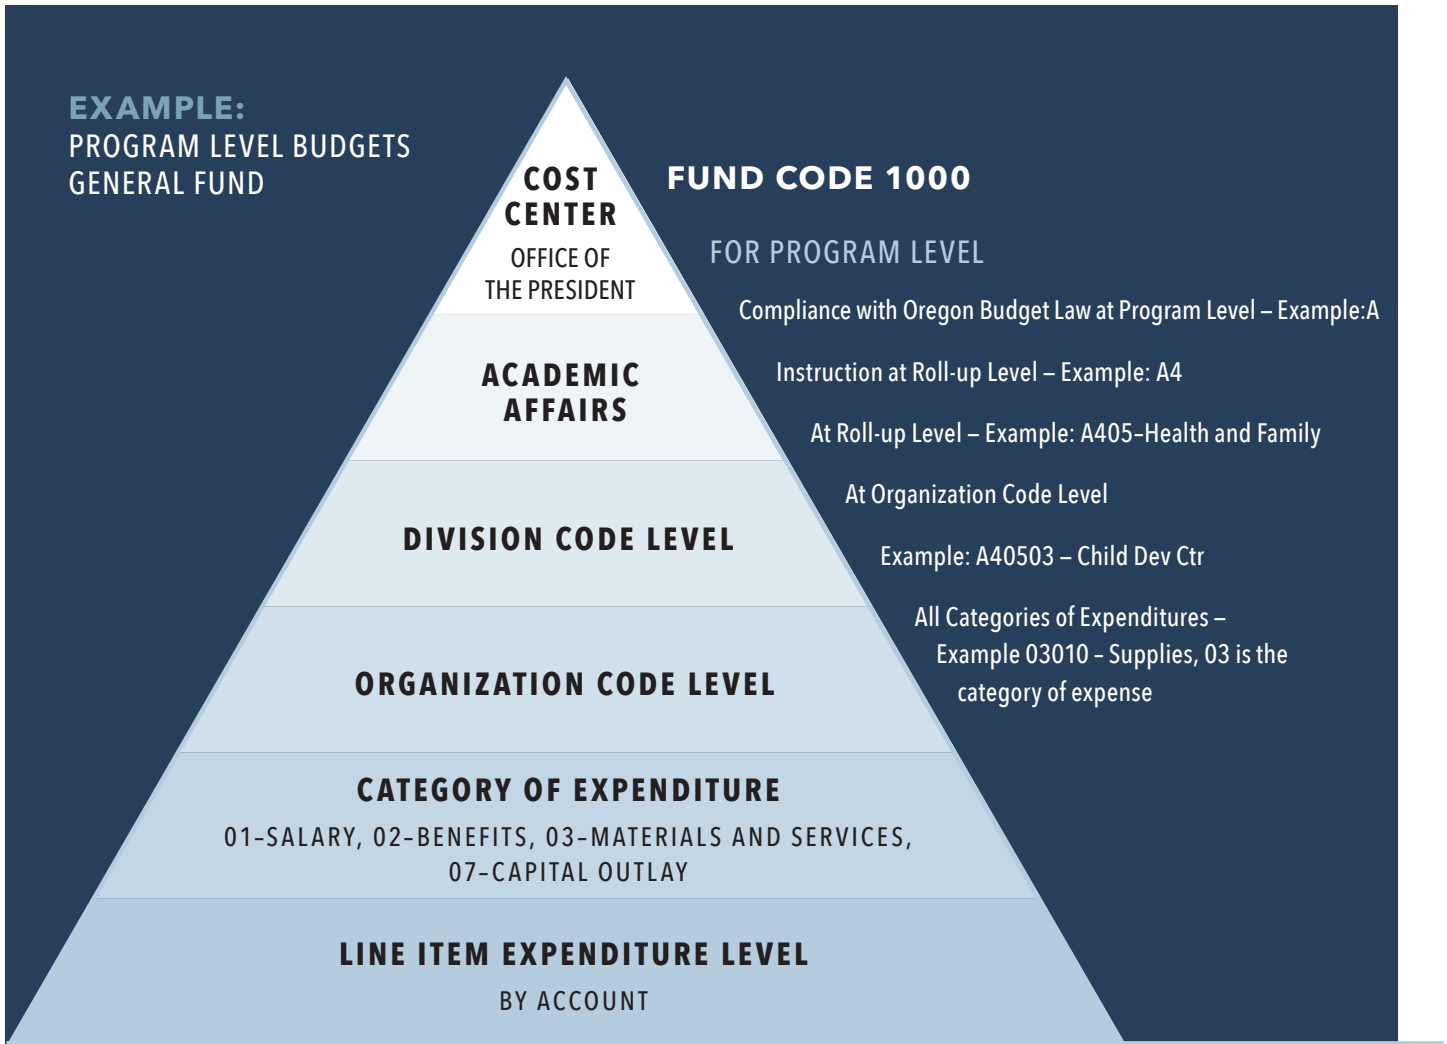 EXAMPLE:
PROGRAM LEVEL BUDGETS
GENERAL FUND
COST
CENTER
OFFICE OF
THE PRESIDENT
ACADEMIC
AFFAIRS
DIVISION CODE LEVEL
ORGANIZATION CODE LEVEL
CATEGORY OF EXPENDITURE
01–SALARY, 02–BENEFITS, 03–MATERIALS AND SERVICES,
07–CAPITAL OUTLAY
LINE ITEM EXPENDITURE LEVEL
BY ACCOUNT
FUND CODE 1000
FOR PROGRAM LEVEL
Compliance with Oregon Budget Law at Program Level – Example:A
Instruction at Roll-up Level – Example: A4
At Roll-up Level – Example: A405–Health and Family
At Organization Code Level
Example: A40503 – Child Dev Ctr
All Categories of Expenditures –
Example 03010 – Supplies, 03 is the
category of expense